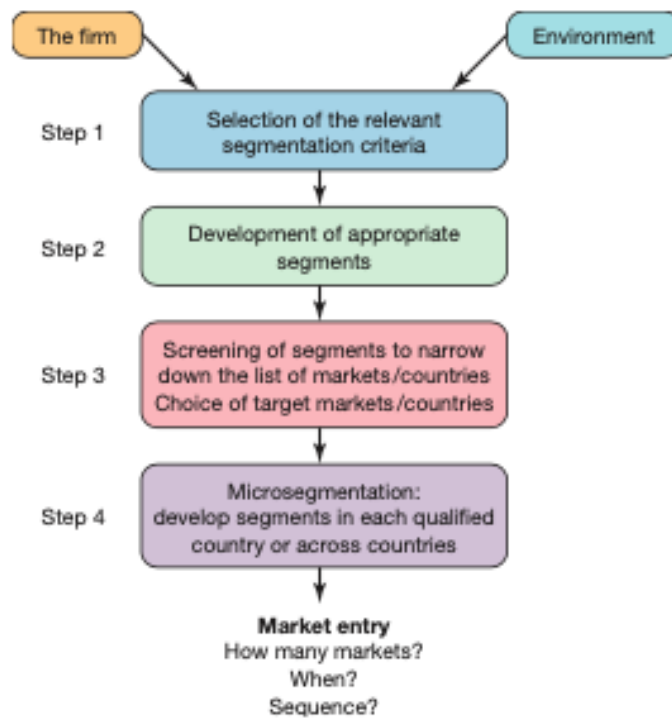 The firm
Environment
Step 1
Selection of the relevant
segmentation criteria
Step 2
Development of appropriate
segments
Step 3
Screening of segments to narrow
down the list of markets/countries
Choice of target markets/countries
Step 4
Microsegmentation:
develop segments in each qualified
country or across countries
Market entry
How many markets?
When?
Sequence?